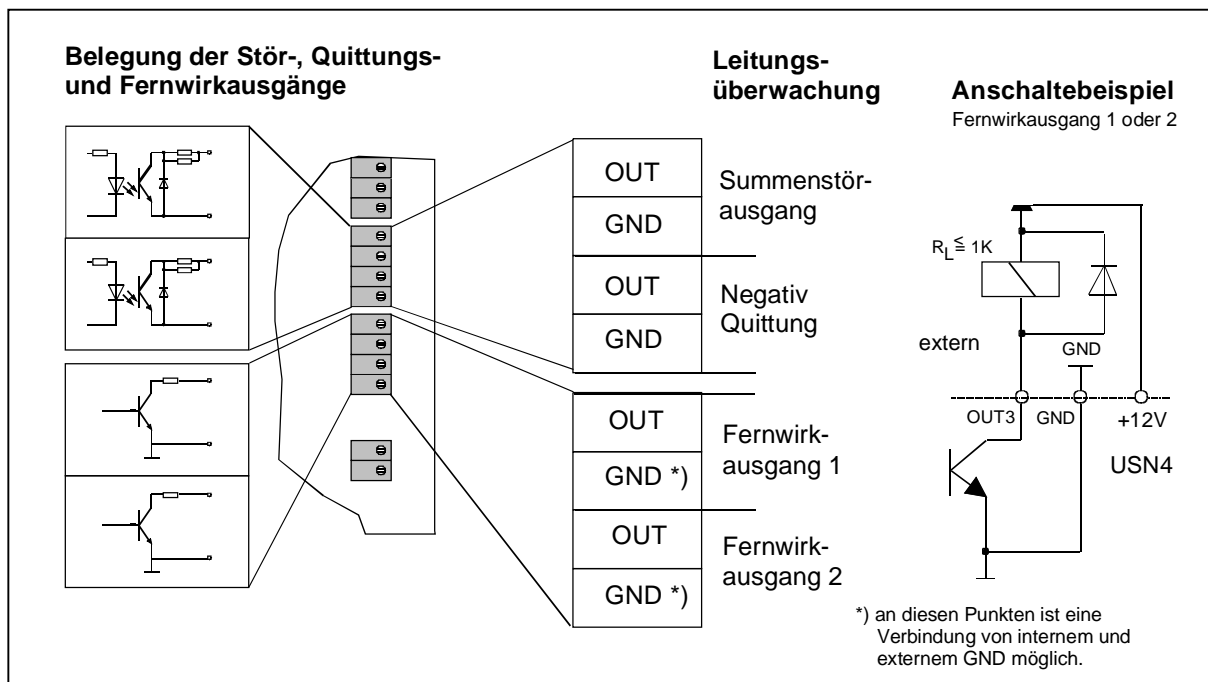 Belegung der Stör-, Quittungs-
und Fernwirkausgänge
Leitungs-
überwachung
Anschaltebeispiel
Fernwirkausgang 1 oder 2
OUT
GND
Summenstör-
ausgang
OUT
GND
Negativ
Quittung
OUT
GND *)
Fernwirk-
ausgang 1
OUT
GND *)
Fernwirk-
ausgang 2
RL ≦ 1K
extern
GND
OUT3
GND
+12V
USN4
*) an diesen Punkten ist eine
Verbindung von internem und
externem GND möglich.